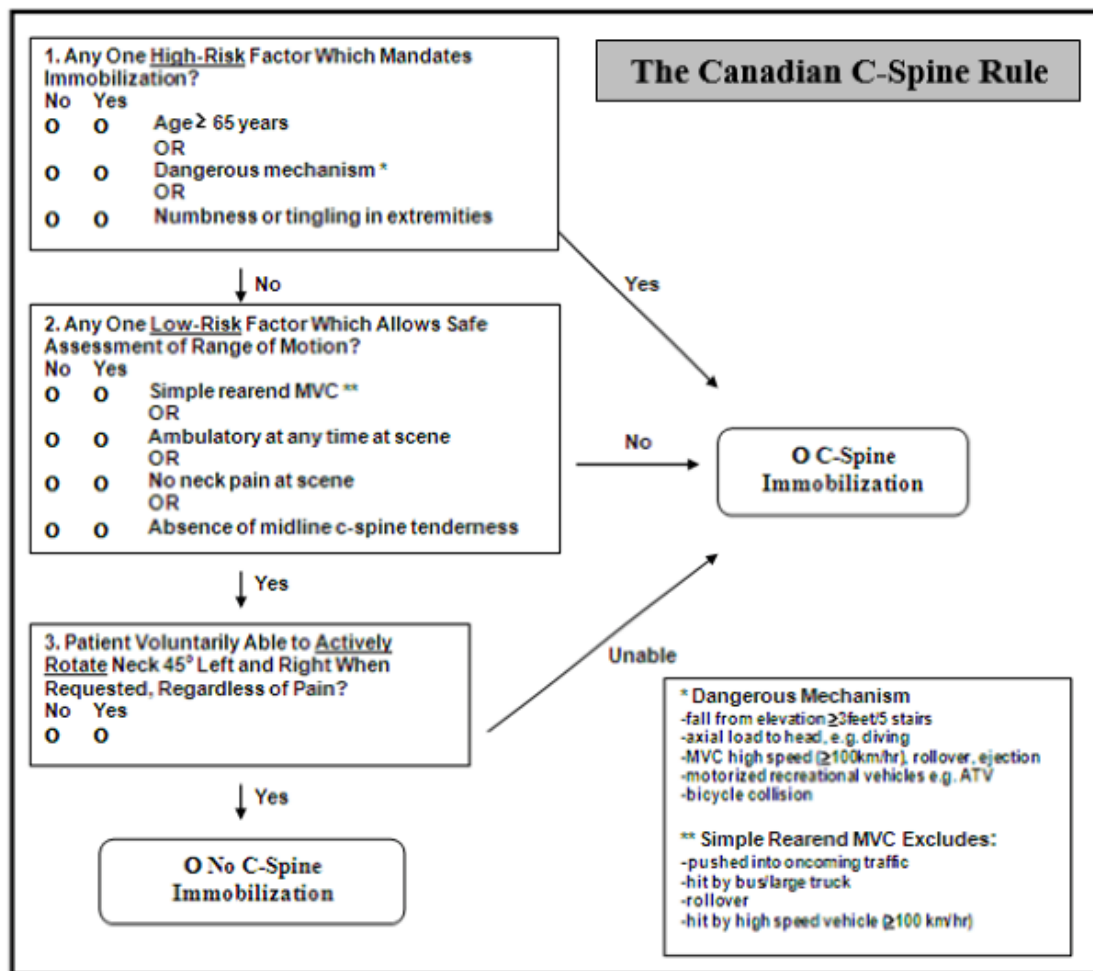 The Canadian C-Spine Rule
1. Any One High-Risk Factor Which Mandates
Immobilization?
No Yes
O O Age ≥ 65 years
OR
O O Dangerous mechanism *
OR
O O Numbness or tingling in extremities
No
Yes
2. Any One Low-Risk Factor Which Allows Safe
Assessment of Range of Motion?
No Yes
O O Simple rearend MVC **
OR
O O Ambulatory at any time at scene
OR
O O No neck pain at scene
OR
O O Absence of midline c-spine tenderness
No
O C-Spine
Immobilization
Yes
3. Patient Voluntarily Able to Actively
Rotate Neck 45° Left and Right When
Requested, Regardless of Pain?
No Yes
O O
Unable
Yes
O No C-Spine
Immobilization
* Dangerous Mechanism
-fall from elevation ≥3feet/5 stairs
-axial load to head, e.g. diving
-MVC high speed (≥100km/hr), rollover, ejection
-motorized recreational vehicles e.g. ATV
-bicycle collision
** Simple Rearend MVC Excludes:
-pushed into oncoming traffic
-hit by bus/large truck
-rollover
-hit by high speed vehicle (≥100 km/hr)